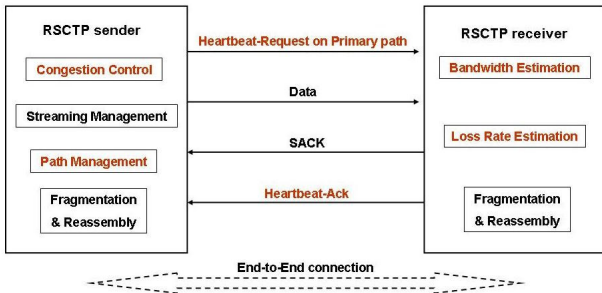 RSCTP sender
Congestion Control
Streaming Management
Path Management
Fragmentation
& Reassembly
Heartbeat-Request on Primary path
Data
SACK
Heartbeat-Ack
RSCTP receiver
Bandwidth Estimation
Loss Rate Estimation
Fragmentation
& Reassembly
End-to-End connection